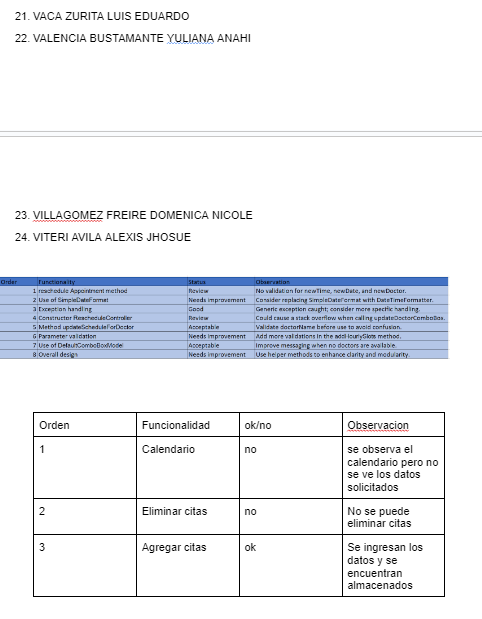 21. VACA ZURITA LUIS EDUARDO
22. VALENCIA BUSTAMANTE YULIANA ANAHI
23. VILLAGOMEZ FREIRE DOMENICA NICOLE
24. VITERI AVILA ALEXIS JHOSUE
Order Functionality Status Observation
1 reschedule Appointment method Review No validation for newTime, newDate, and newDoctor.
2 Use of SimpleDateFormat Needs improvement Consider replacing SimpleDateFormat with DateTimeFormatter.
3 Exception handling Good Generic exception caught; consider more specific handling.
4 Constructor RescheduleController Review Could cause a stack overflow when calling updateDoctorComboBox.
5 Method updateScheduleForDoctor Acceptable Validate doctorName before use to avoid confusion.
6 Parameter validation Needs improvement Add more validations in the addHourlySlots method.
7 Use of DefaultComboBoxModel Acceptable Improve messaging when no doctors are available.
8 Overall design Needs improvement Use helper methods to enhance clarity and modularity.
Orden Funcionalidad ok/no Observacion
1 Calendario no se observa el
calendario pero no
se ve los datos
solicitados
2 Eliminar citas no No se puede
eliminar citas
3 Agregar citas ok Se ingresan los
datos y se
encuentran
almacenados